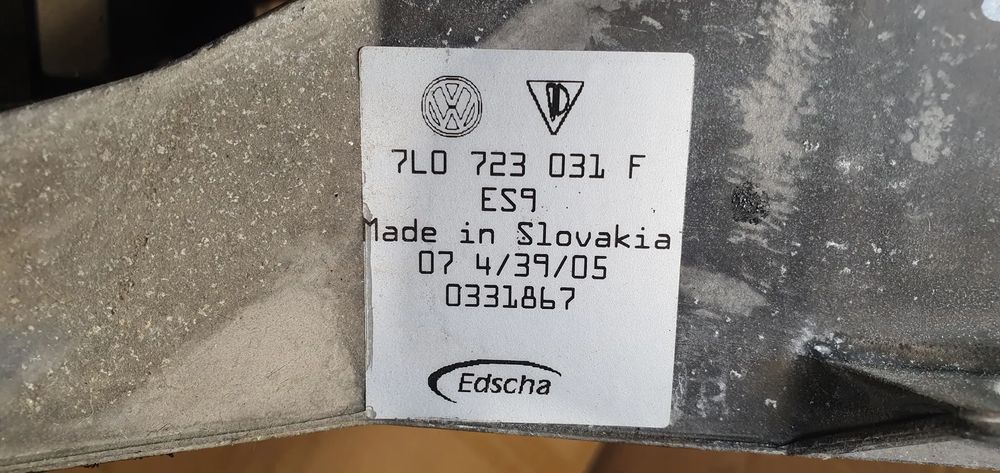 7L0 723 031 F
ES9
Made in Slovakia
07 4/39/05
0331867
Edscha